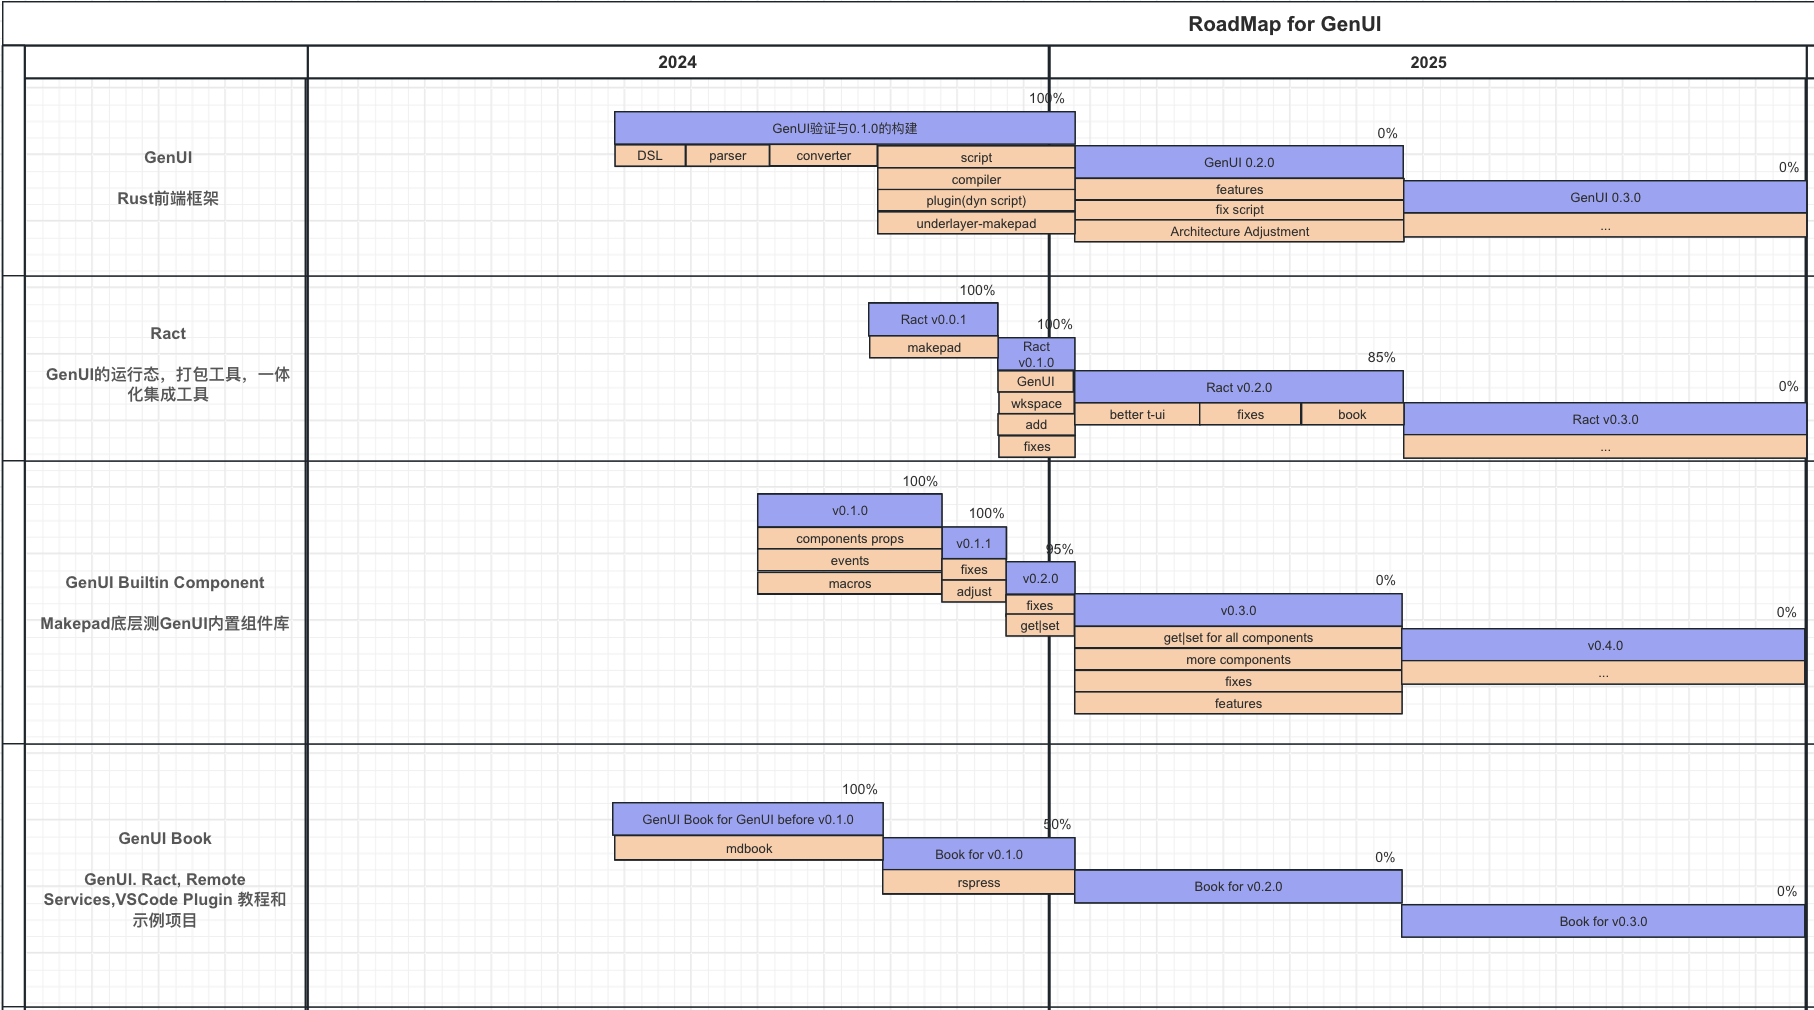 RoadMap for GenUI
2024
2025
GenUI
Rust前端框架
100%
GenUI验证与0.1.0的构建
DSL
parser
converter
script
compiler
plugin(dyn script)
underlayer-makepad
0%
GenUI 0.2.0
features
fix script
Architecture Adjustment
0%
GenUI 0.3.0
...
Ract
GenUI的运行态，打包工具，一体
化集成工具
100%
Ract v0.0.1
makepad
100%
Ract
v0.1.0
GenUI
wkspace
add
fixes
85%
Ract v0.2.0
better t-ui
fixes
book
0%
Ract v0.3.0
...
GenUI Builtin Component
Makepad底层测GenUI内置组件库
100%
v0.1.0
components props
events
macros
100%
v0.1.1
fixes
adjust
95%
v0.2.0
fixes
get|set
0%
v0.3.0
get|set for all components
more components
fixes
features
0%
v0.4.0
...
GenUI Book
GenUI. Ract, Remote
Services,VSCode Plugin 教程和
示例项目
100%
GenUI Book for GenUI before v0.1.0
mdbook
50%
Book for v0.1.0
rspress
0%
Book for v0.2.0
0%
Book for v0.3.0